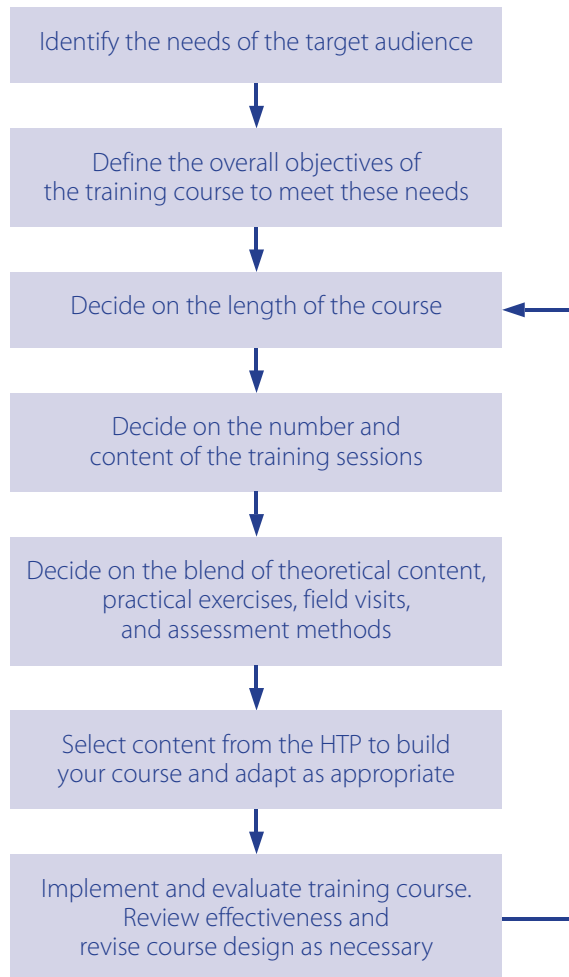 Identify the needs of the target audience
Define the overall objectives of
the training course to meet these needs
Decide on the length of the course
Decide on the number and
content of the training sessions
Decide on the blend of theoretical content,
practical exercises, field visits,
and assessment methods
Select content from the HTP to build
your course and adapt as appropriate
Implement and evaluate training course.
Review effectiveness and
revise course design as necessary